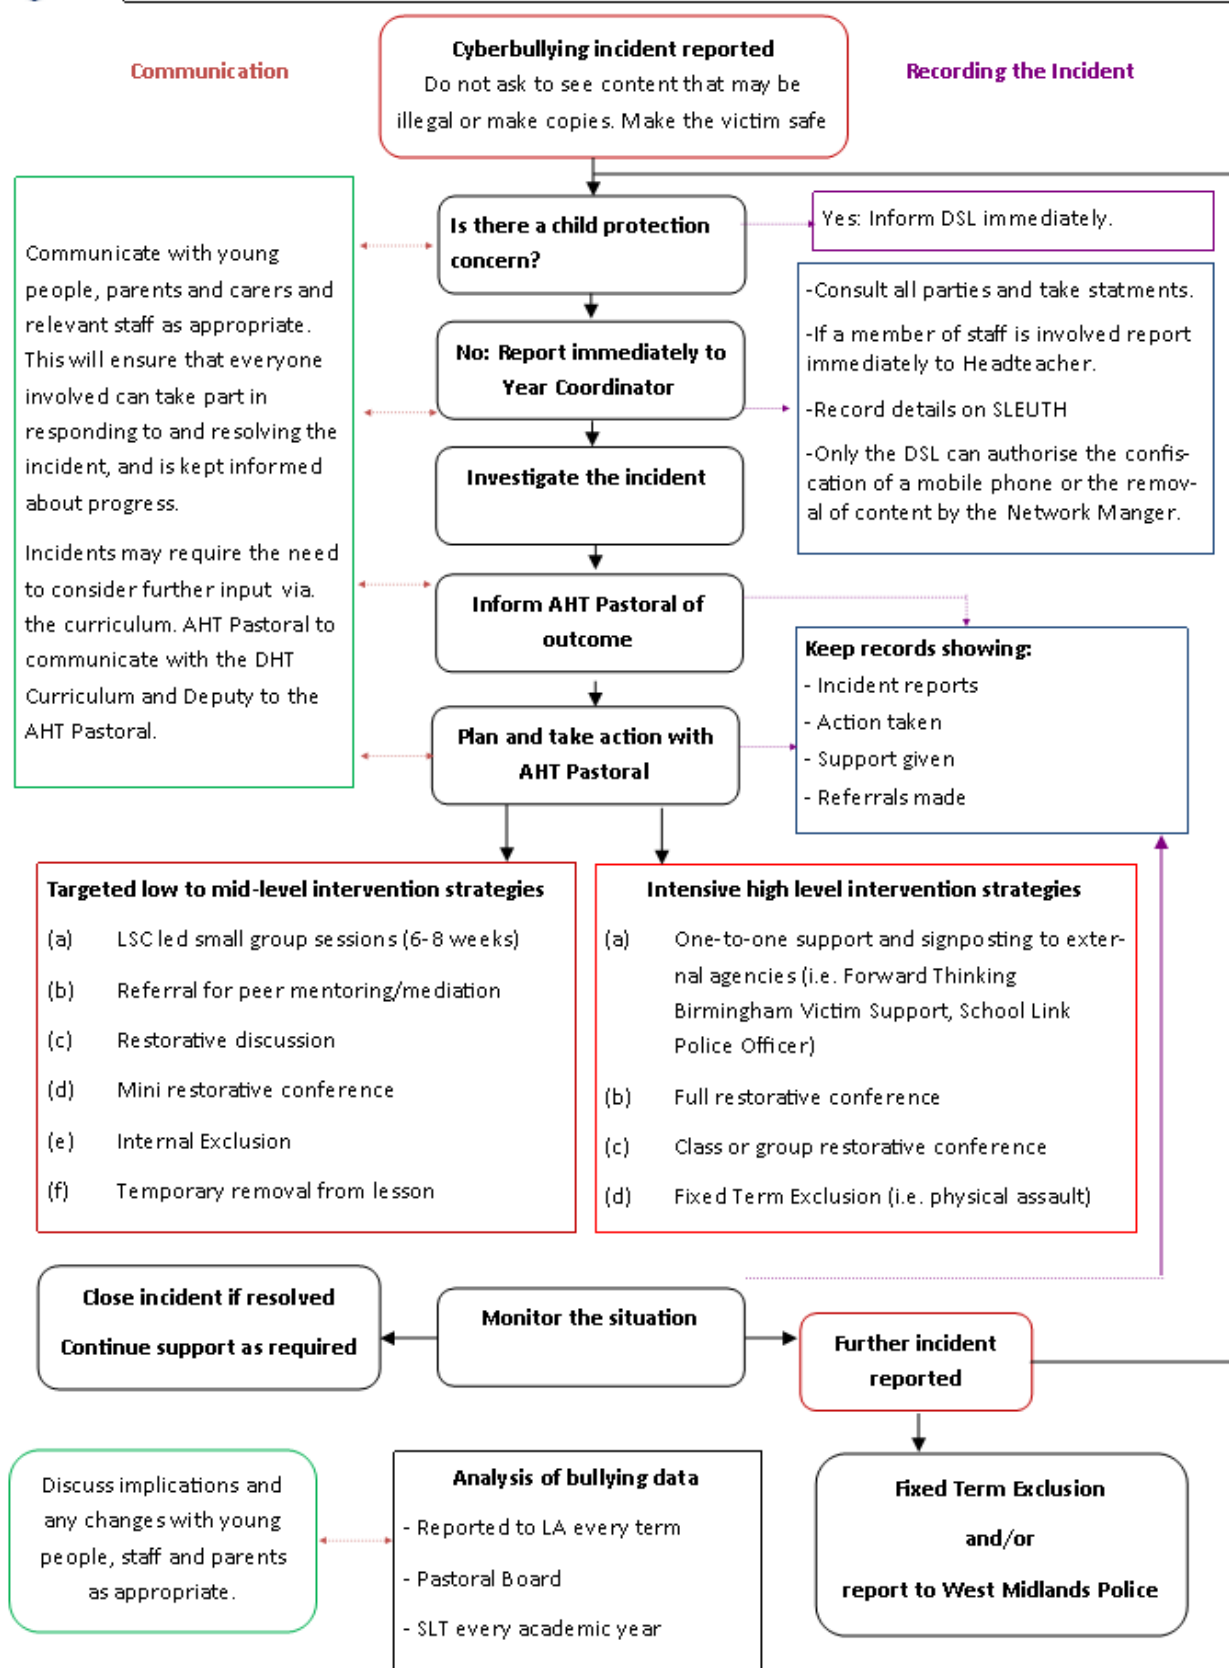 Communication
Cyberbullying incident reported
Do not ask to see content that may be
illegal or make copies. Make the victim safe
Recording the Incident
Is there a child protection
concern?
Yes: Inform DSL immediately.
Communicate with young
people, parents and carers and
relevant staff as appropriate.
This will ensure that everyone
involved can take part in
responding to and resolving the
incident, and is kept informed
about progress.
Incidents may require the need
to consider further input via.
the curriculum. AHT Pastoral to
communicate with the DHT
Curriculum and Deputy to the
AHT Pastoral.
No: Report immediately to
Year Coordinator
-Consult all parties and take statments.
-If a member of staff is involved report
immediately to Headteacher.
-Record details on SLEUTH
-Only the DSL can authorise the confis-
cation of a mobile phone or the remov-
al of content by the Network Manger.
Investigate the incident
Inform AHT Pastoral of
outcome
Keep records showing:
- Incident reports
- Action taken
- Support given
- Referrals made
Plan and take action with
AHT Pastoral
Targeted low to mid-level intervention strategies
(a) LSC led small group sessions (6-8 weeks)
(b) Referral for peer mentoring/mediation
(c) Restorative discussion
(d) Mini restorative conference
(e) Internal Exclusion
(f) Temporary removal from lesson
Intensive high level intervention strategies
(a) One-to-one support and signposting to exter-
nal agencies (i.e. Forward Thinking
Birmingham Victim Support, School Link
Police Officer)
(b) Full restorative conference
(c) Class or group restorative conference
(d) Fixed Term Exclusion (i.e. physical assault)
Close incident if resolved
Continue support as required
Monitor the situation
Further incident
reported
Discuss implications and
any changes with young
people, staff and parents
as appropriate.
Analysis of bullying data
- Reported to LA every term
- Pastoral Board
- SLT every academic year
Fixed Term Exclusion
and/or
report to West Midlands Police